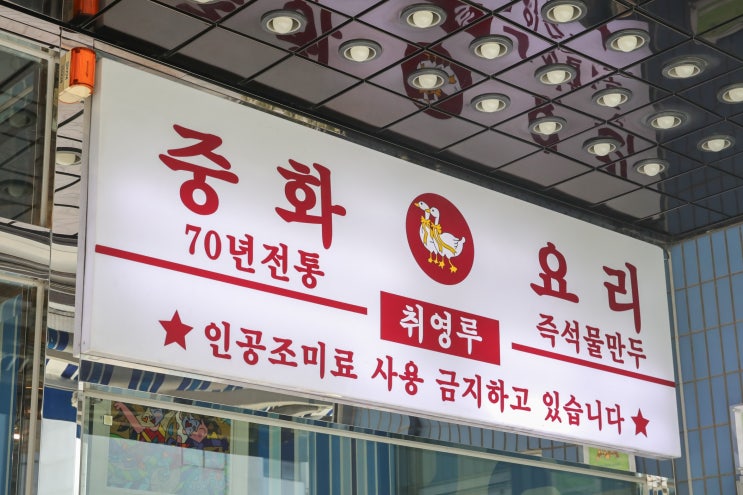 중화 요리
70년전통
취영루
즉석물만두
★인공조미료 사용 금지하고 있습니다★